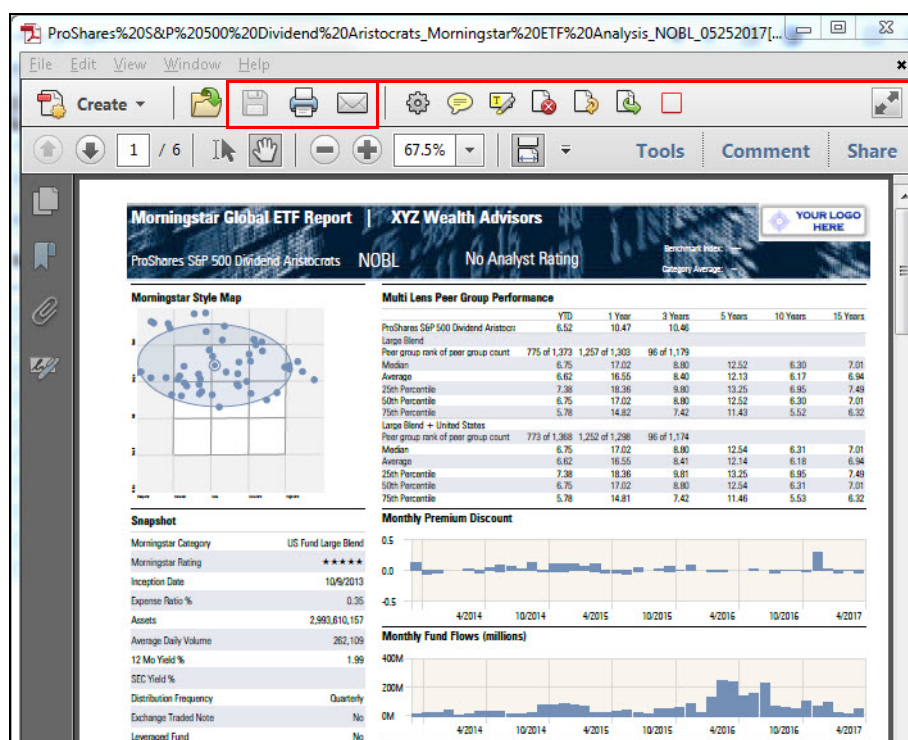 ProShares%20S&P%20500%20Dividend%20Aristocrats_Morningstar%20ETF%20Analysis_NOBL_05252017[...
File Edit View Window Help
Create
1 / 6 67.5% Tools Comment Share
Morningstar Global ETF Report | XYZ Wealth Advisors
YOUR LOGO
HERE
ProShares S&P 500 Dividend Aristocrats NOBL No Analyst Rating
Benchmark Index: —
Category Average: —
Morningstar Style Map
Multi Lens Peer Group Performance
YTD 1 Year 3 Years 5 Years 10 Years 15 Years
ProShares S&P 500 Dividend Aristocra 6.52 10.47 10.46
Large Blend
Peer group rank of peer group count 775 of 1,373 1,257 of 1,303 96 of 1,179
Median 6.75 17.02 8.80 12.52 6.30 7.01
Average 6.62 16.55 8.40 12.13 6.17 6.94
25th Percentile 7.38 18.36 9.80 13.25 6.95 7.49
50th Percentile 6.75 17.02 8.80 12.52 6.30 7.01
75th Percentile 5.78 14.82 7.42 11.43 5.52 6.32
Large Blend + United States
Peer group rank of peer group count 773 of 1,368 1,252 of 1,298 96 of 1,174
Median 6.75 17.02 8.80 12.54 6.31 7.01
Average 6.62 16.55 8.41 12.14 6.18 6.94
25th Percentile 7.38 18.36 9.81 13.25 6.95 7.49
50th Percentile 6.75 17.02 8.80 12.54 6.31 7.01
75th Percentile 5.78 14.81 7.42 11.46 5.53 6.32
Snapshot
Morningstar Category US Fund Large Blend
Morningstar Rating ★★★★★
Inception Date 10/9/2013
Expense Ratio % 0.35
Assets 2,993,610,157
Average Daily Volume 262,109
12 Mo Yield % 1.99
SEC Yield %
Distribution Frequency Quarterly
Exchange Traded Note No
Leveraged Fund No
Monthly Premium Discount
0.5
0.0
-0.5
4/2014 10/2014 4/2015 10/2015 4/2016 10/2016 4/2017
Monthly Fund Flows (millions)
400M
200M
0M
4/2014 10/2014 4/2015 10/2015 4/2016 10/2016 4/2017